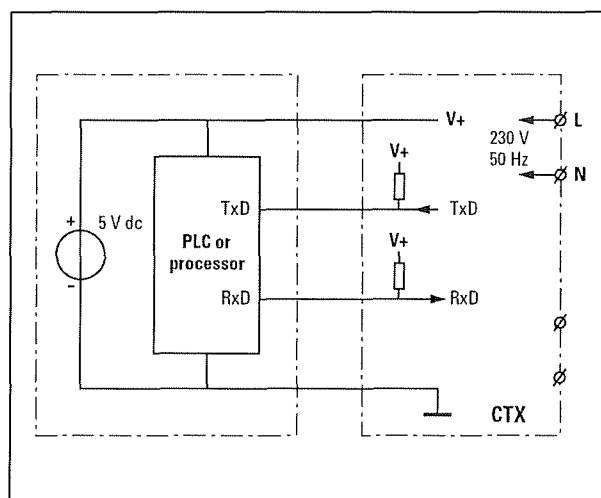 V+
L
230 V
50 Hz
V+
N
+
5 V dc
TxD
TxD
PLC or
processor
V+
-
RxD
RxD
CTX